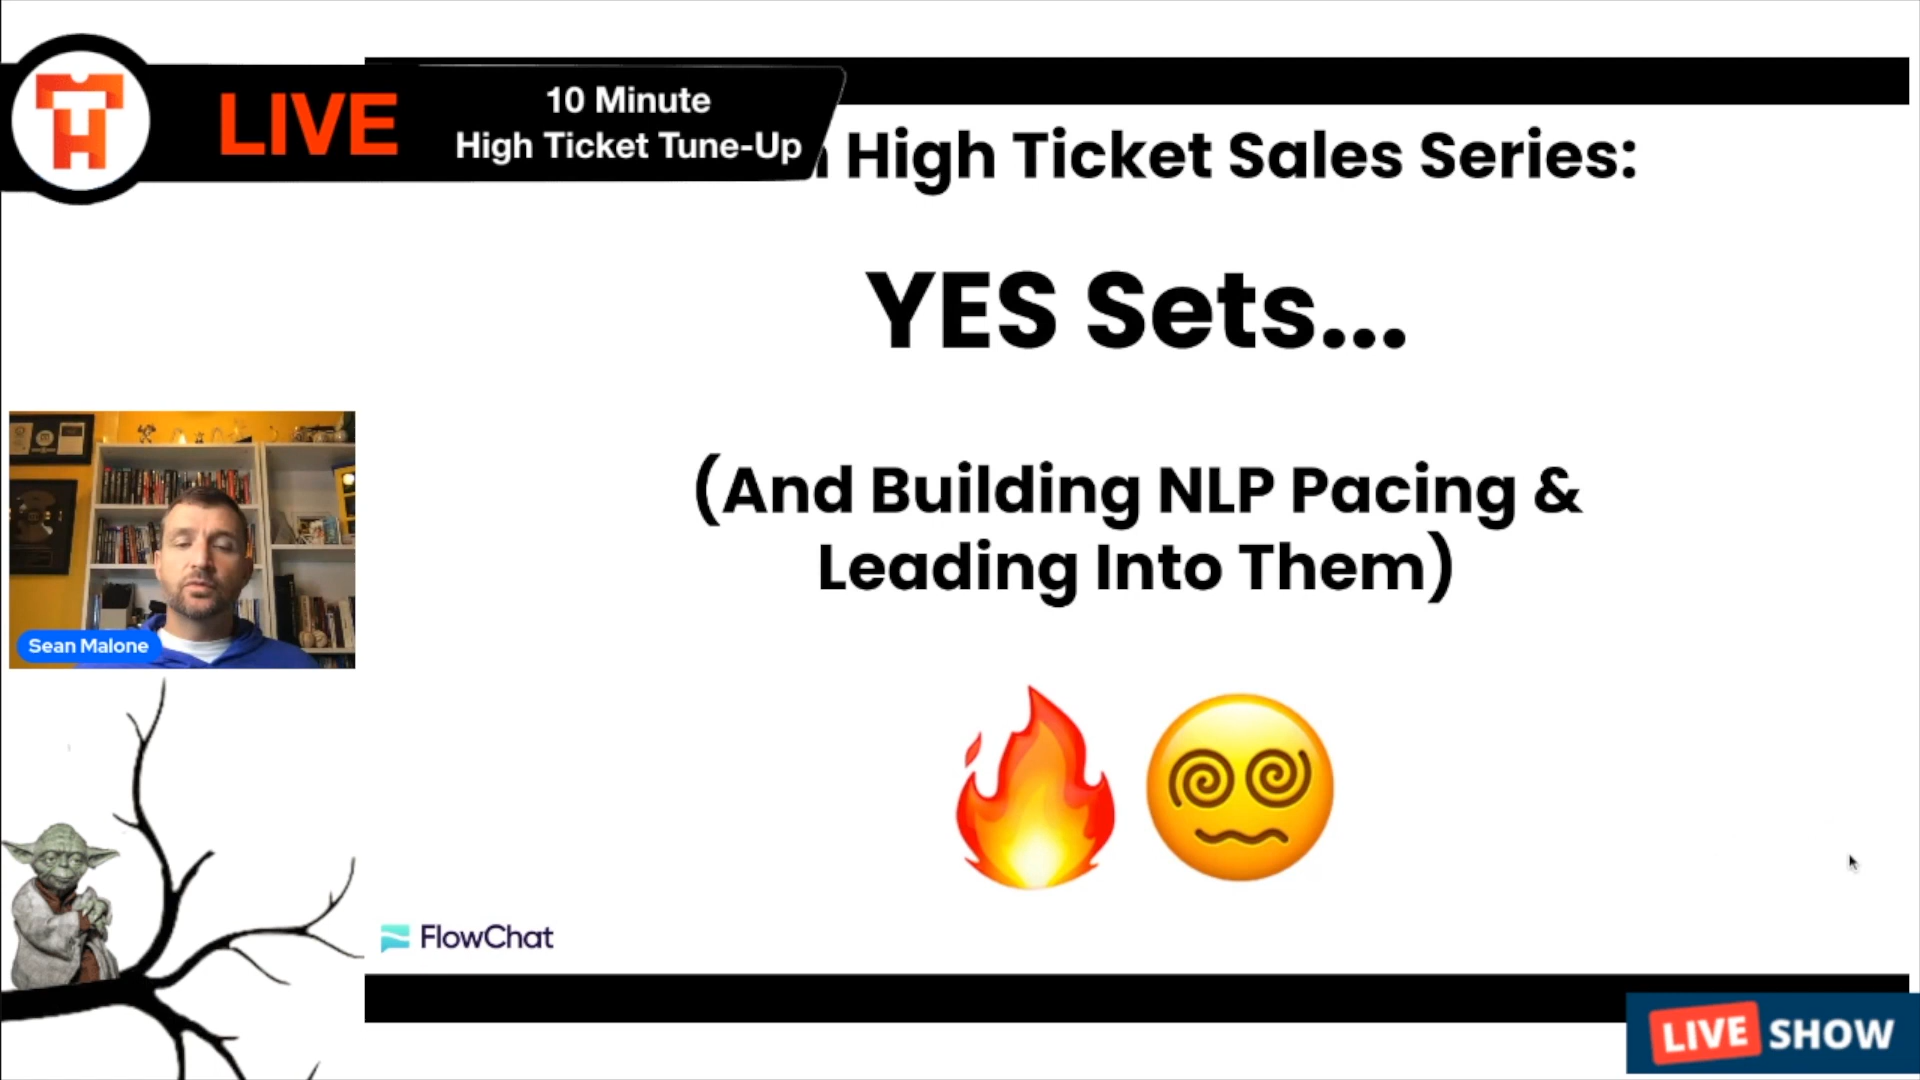 LIVE
10 Minute
High Ticket Tune-Up
High Ticket Sales Series:
YES Sets...
(And Building NLP Pacing &
Leading Into Them)
Sean Malone
FlowChat
LIVE SHOW